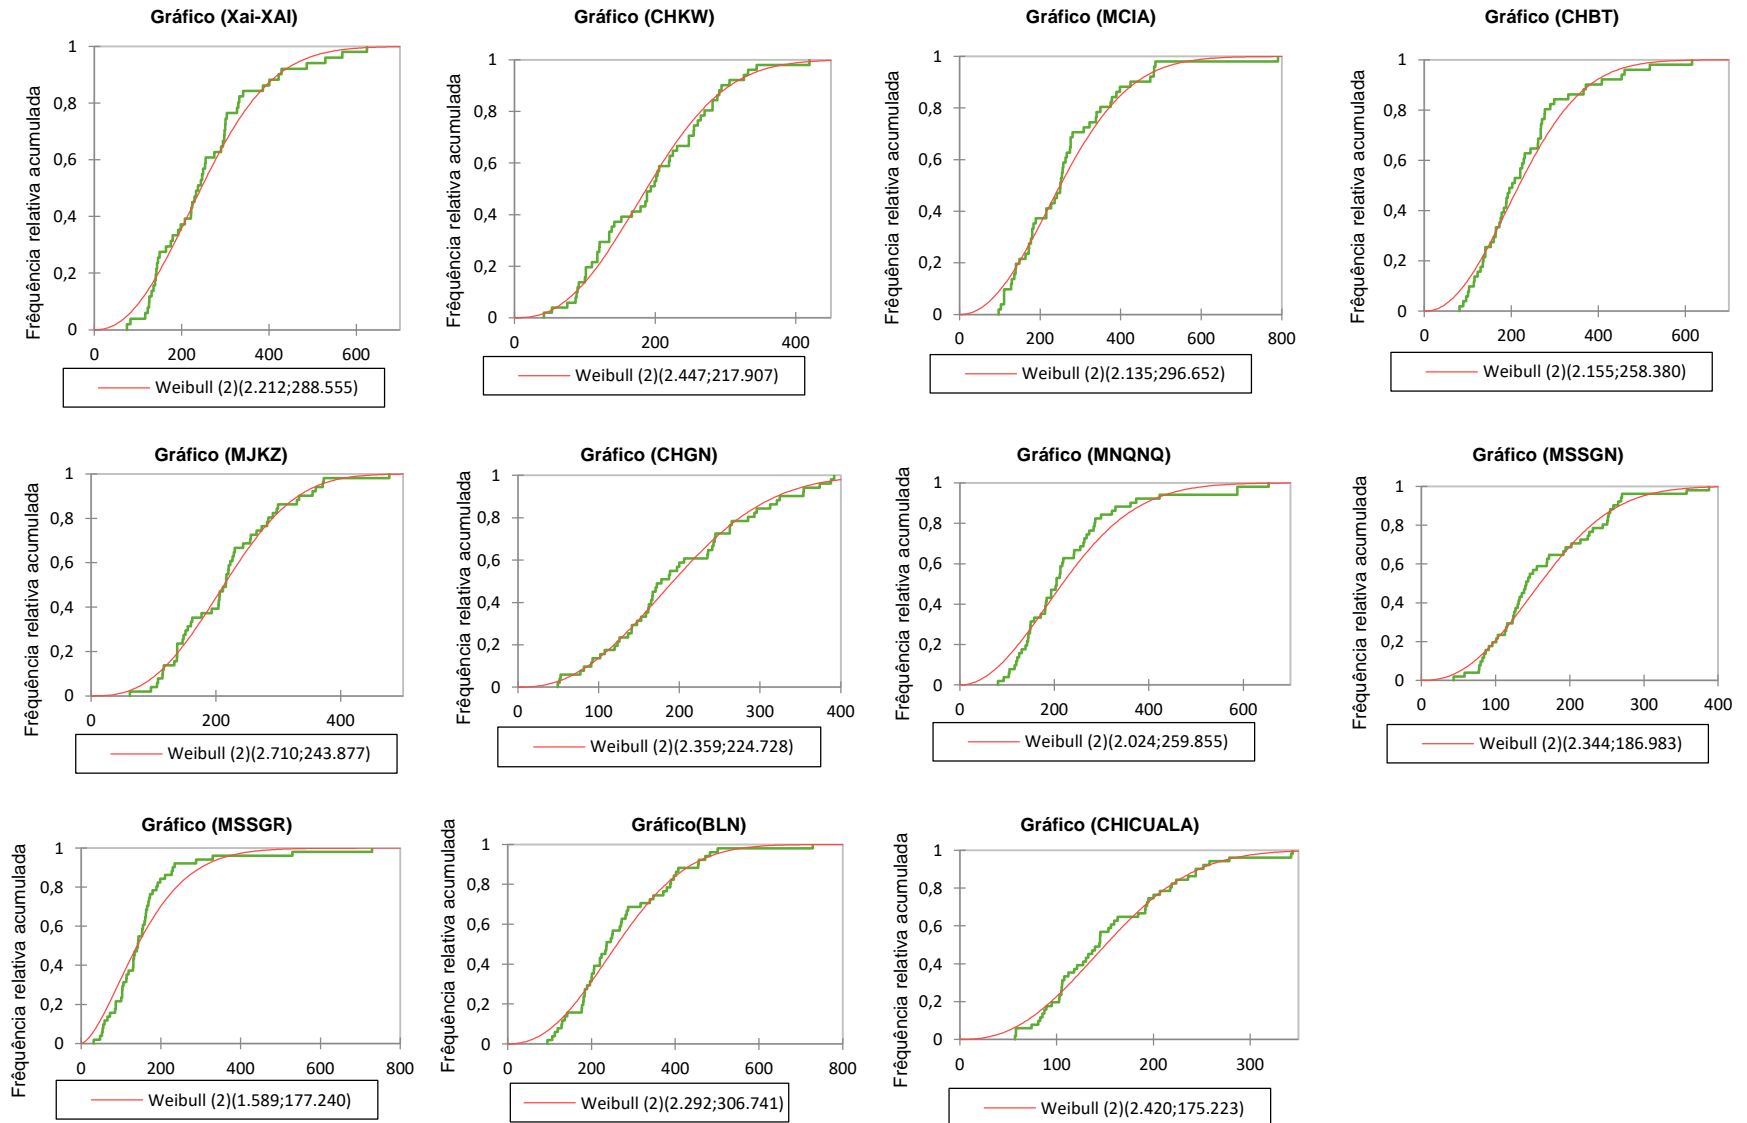 Gráfico (Xai-XAI)
Frêquência relativa acumulada
1
0,8
0,6
0,4
0,2
0
0 200 400 600
Weibull (2)(2.212;288.555)
Gráfico (CHKW)
Frêquência relativa acumulada
1
0,8
0,6
0,4
0,2
0
0 200 400
Weibull (2)(2.447;217.907)
Gráfico (MCIA)
Frêquência relativa acumulada
1
0,8
0,6
0,4
0,2
0
0 200 400 600 800
Weibull (2)(2.135;296.652)
Gráfico (CHBT)
Frêquência relativa acumulada
1
0,8
0,6
0,4
0,2
0
0 200 400 600
Weibull (2)(2.155;258.380)
Gráfico (MJKZ)
Frêquência relativa acumulada
1
0,8
0,6
0,4
0,2
0
0 200 400
Weibull (2)(2.710;243.877)
Gráfico (CHGN)
Frêquência relativa acumulada
1
0,8
0,6
0,4
0,2
0
0 100 200 300 400
Weibull (2)(2.359;224.728)
Gráfico (MNQNQ)
Frêquência relativa acumulada
1
0,8
0,6
0,4
0,2
0
0 200 400 600
Weibull (2)(2.024;259.855)
Gráfico (MSSGN)
Frêquência relativa acumulada
1
0,8
0,6
0,4
0,2
0
0 100 200 300 400
Weibull (2)(2.344;186.983)
Gráfico (MSSGR)
Frêquência relativa acumulada
1
0,8
0,6
0,4
0,2
0
0 200 400 600 800
Weibull (2)(1.589;177.240)
Gráfico(BLN)
Frêquência relativa acumulada
1
0,8
0,6
0,4
0,2
0
0 200 400 600 800
Weibull (2)(2.292;306.741)
Gráfico (CHICUALA)
Frêquência relativa acumulada
1
0,8
0,6
0,4
0,2
0
0 100 200 300
Weibull (2)(2.420;175.223)